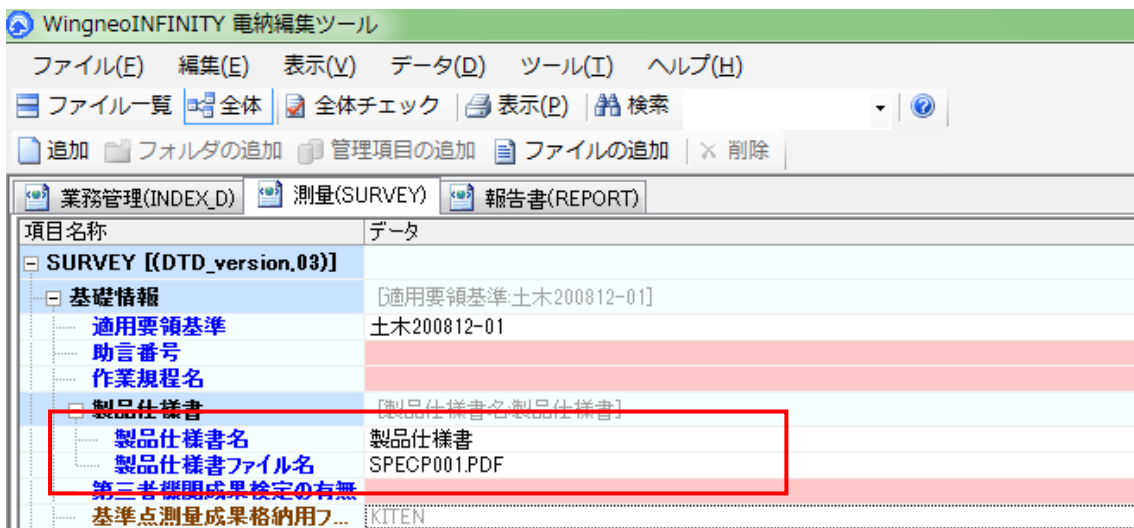 WingneoINFINITY 電納編集ツール
ファイル(F) 編集(E) 表示(V) データ(D) ツール(T) ヘルプ(H)
ファイル一覧 全体 全体チェック 表示(P) 検索
追加 フォルダの追加 管理項目の追加 ファイルの追加 削除
業務管理(INDEX_D) 測量(SURVEY) 報告書(REPORT)
項目名称 データ
SURVEY [(DTD_version.03)]
基礎情報 [適用要領基準:土木200812-01]
適用要領基準 土木200812-01
助言番号
作業規程名
製品仕様書 [製品仕様書名:製品仕様書]
製品仕様書名 製品仕様書
製品仕様書ファイル名 SPECP001.PDF
第三者機関成果検定の有無
基準点測量成果格納用フ... KITEN